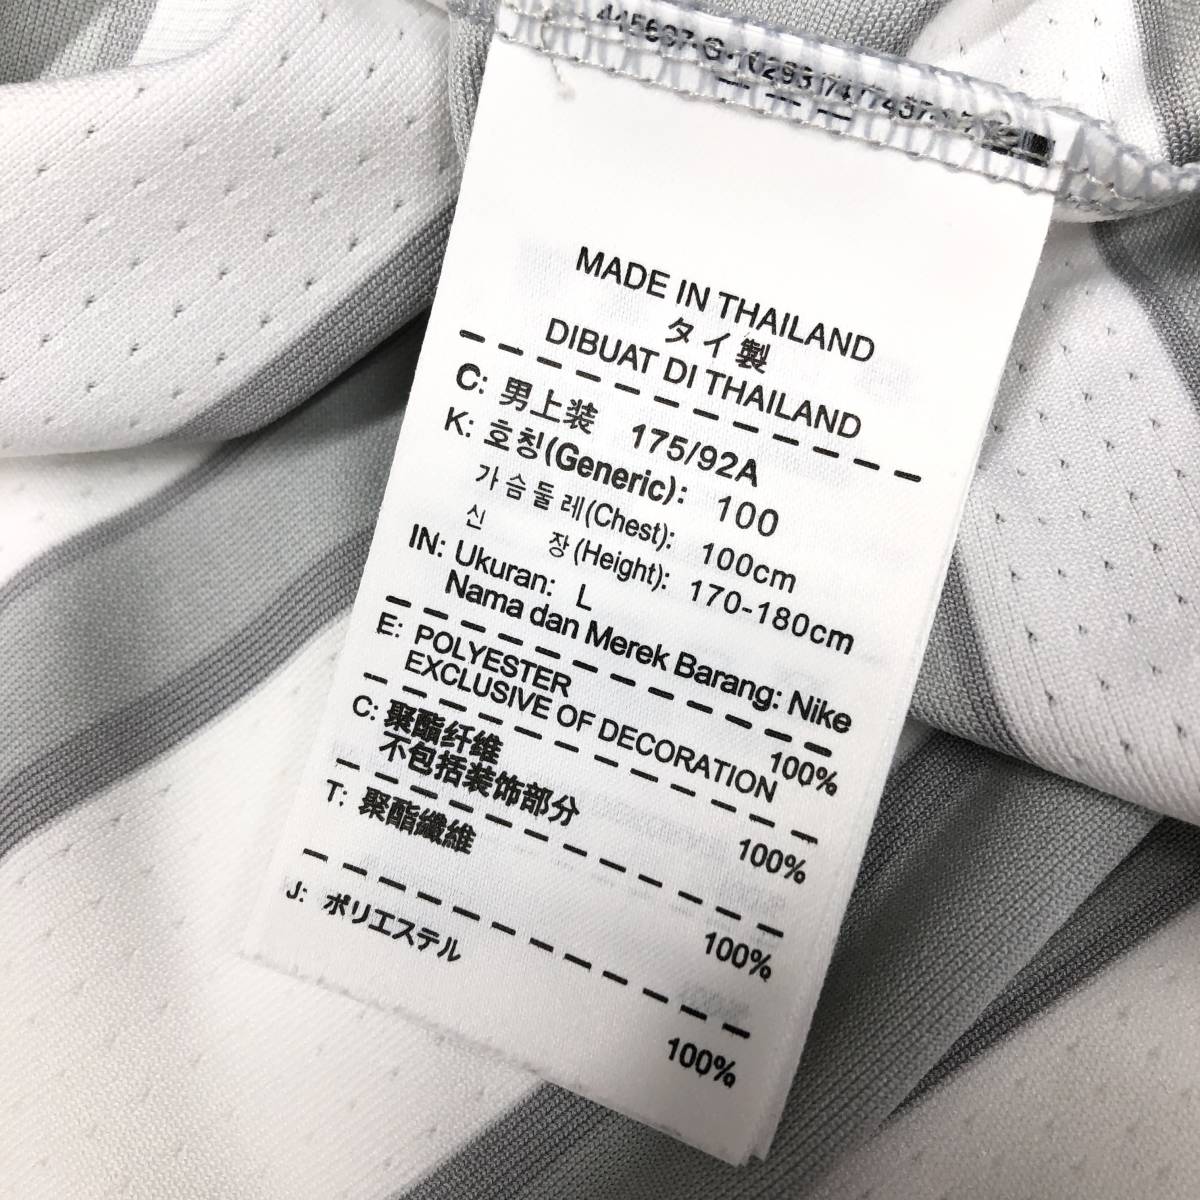 MADE IN THAILAND
タイ製
DIBUAT DI THAILAND
C: 男上装 175/92A
K: 호칭(Generic): 100
가슴둘레(Chest): 100cm
신 장(Height): 170-180cm
IN: Ukuran: L
Nama dan Merek Barang: Nike
E: POLYESTER 100%
EXCLUSIVE OF DECORATION
C: 聚酯纤维 100%
不包括装饰部分
T: 聚酯纖維 100%
J: ポリエステル 100%